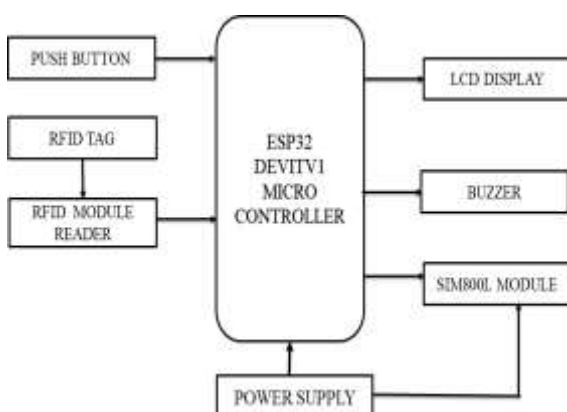 PUSH BUTTON
RFID TAG
RFID MODULE
READER
ESP32
DEVITV1
MICRO
CONTROLLER
LCD DISPLAY
BUZZER
SIM800L MODULE
POWER SUPPLY